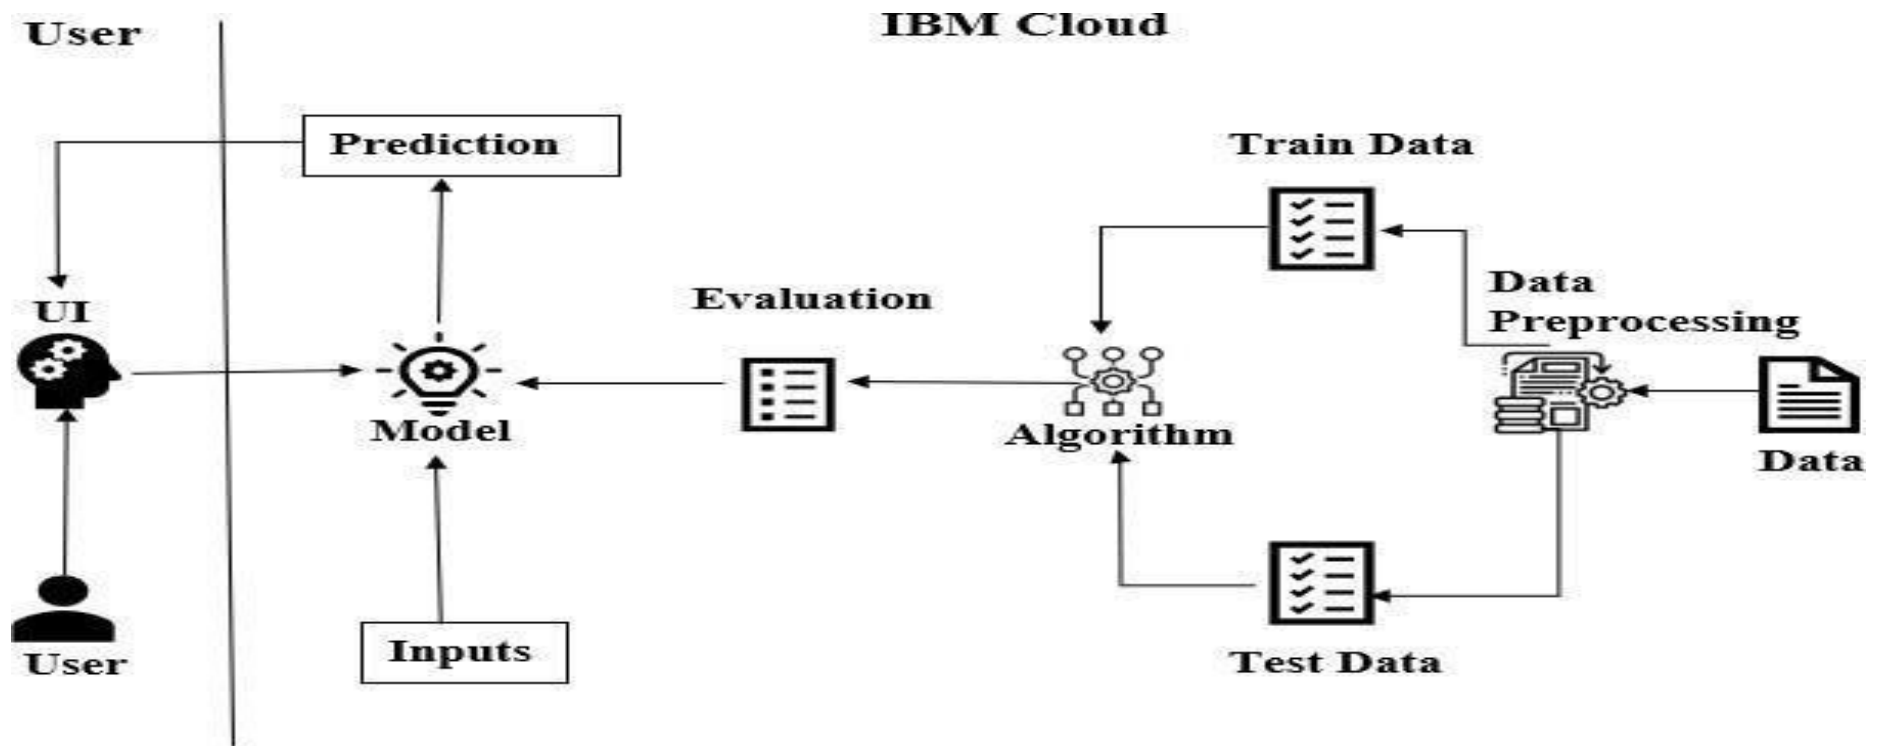 User
IBM Cloud
Prediction
Train Data
UI
Evaluation
Data
Preprocessing
Model
Algorithm
Data
User
Inputs
Test Data